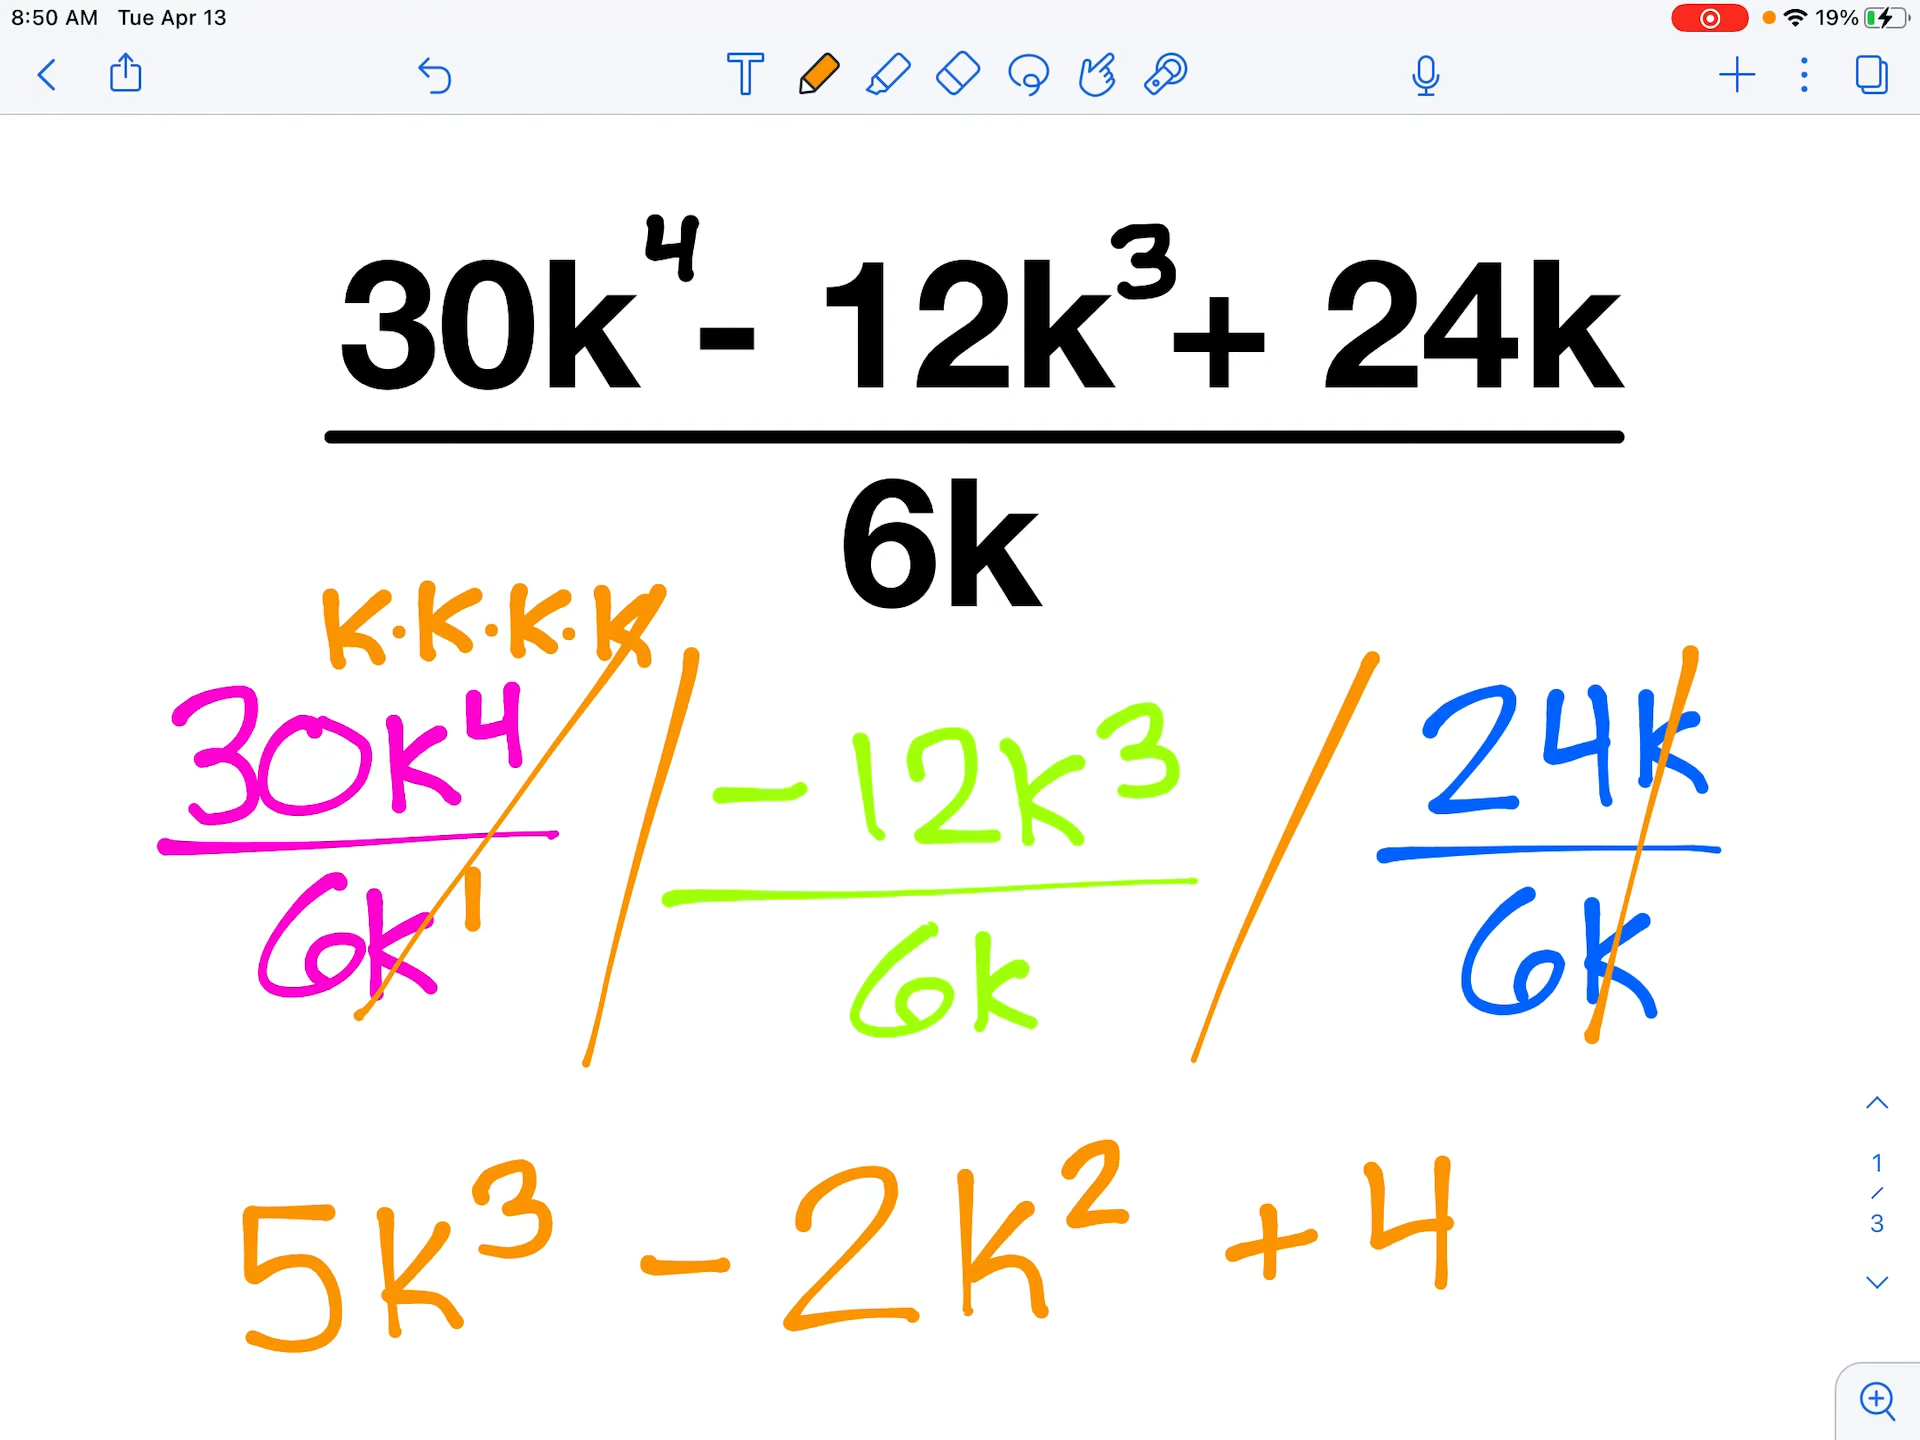 8:50 AM Tue Apr 13 19%
T
30k⁴ - 12k³ + 24k
6k
K·K·K·K
30k⁴ -12k³ 24k
6k¹ 6k 6k
5k³ - 2k² + 4
1
/
3